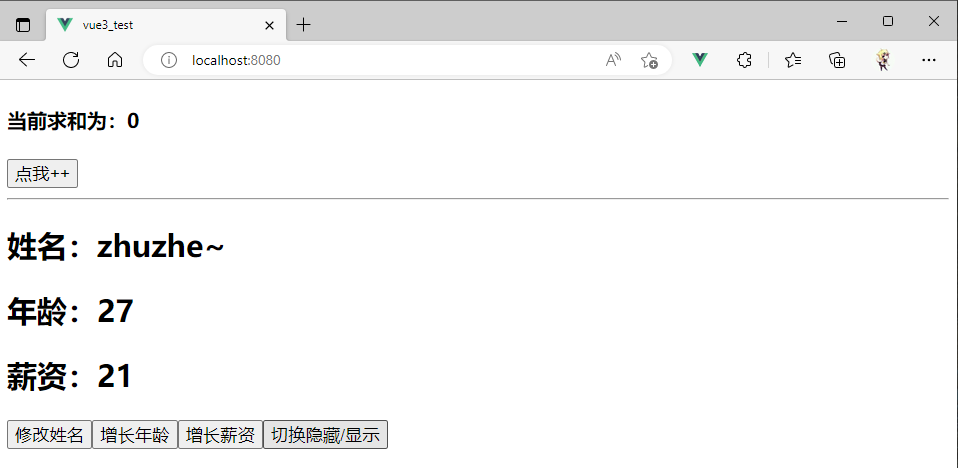 vue3_test
localhost:8080
当前求和为：0
点我++
姓名：zhuzhe~
年龄：27
薪资：21
修改姓名 增长年龄 增长薪资 切换隐藏/显示